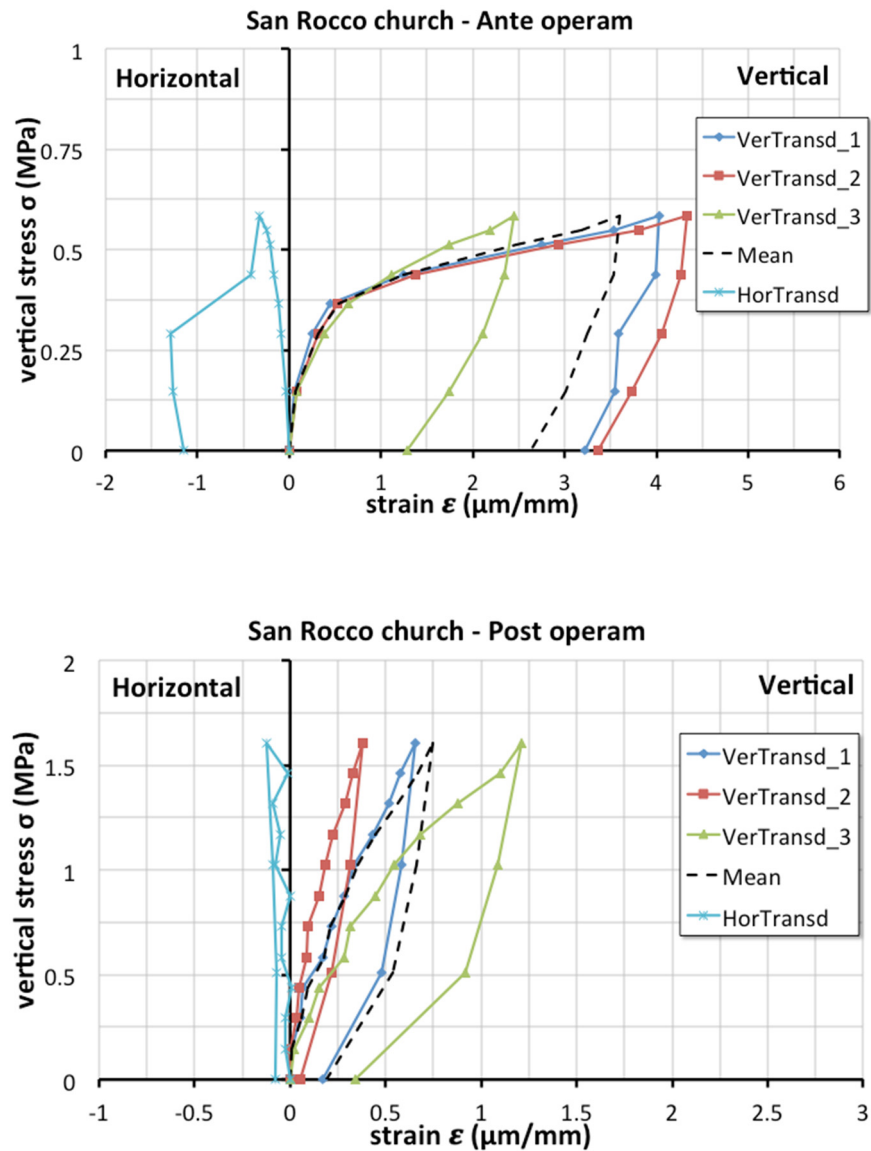 San Rocco church - Ante operam
1
Horizontal
Vertical
0.75
0.5
0.25
0
vertical stress σ (MPa)
VerTransd_1
VerTransd_2
VerTransd_3
Mean
HorTransd
-2 -1 0 1 2 3 4 5 6
strain ε (μm/mm)
San Rocco church - Post operam
2
Horizontal
Vertical
1.5
1
0.5
0
vertical stress σ (MPa)
VerTransd_1
VerTransd_2
VerTransd_3
Mean
HorTransd
-1 -0.5 0 0.5 1 1.5 2 2.5 3
strain ε (μm/mm)